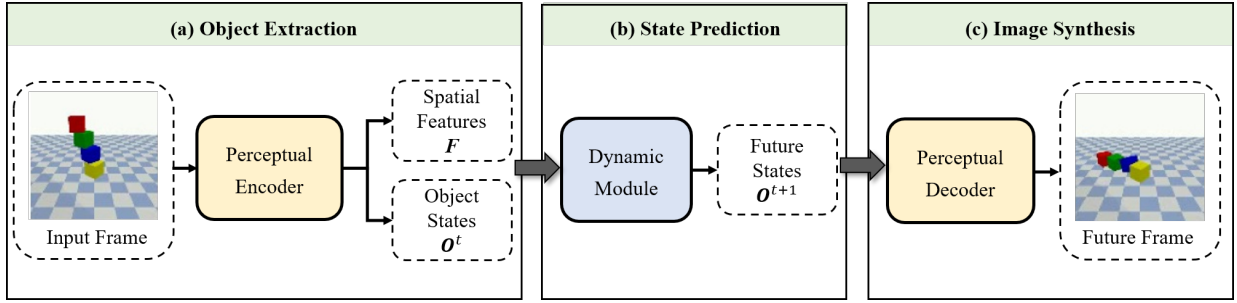 (a) Object Extraction
Input Frame
Perceptual
Encoder
Spatial
Features
F
Object
States
O^t
(b) State Prediction
Dynamic
Module
Future
States
O^{t+1}
(c) Image Synthesis
Perceptual
Decoder
Future Frame